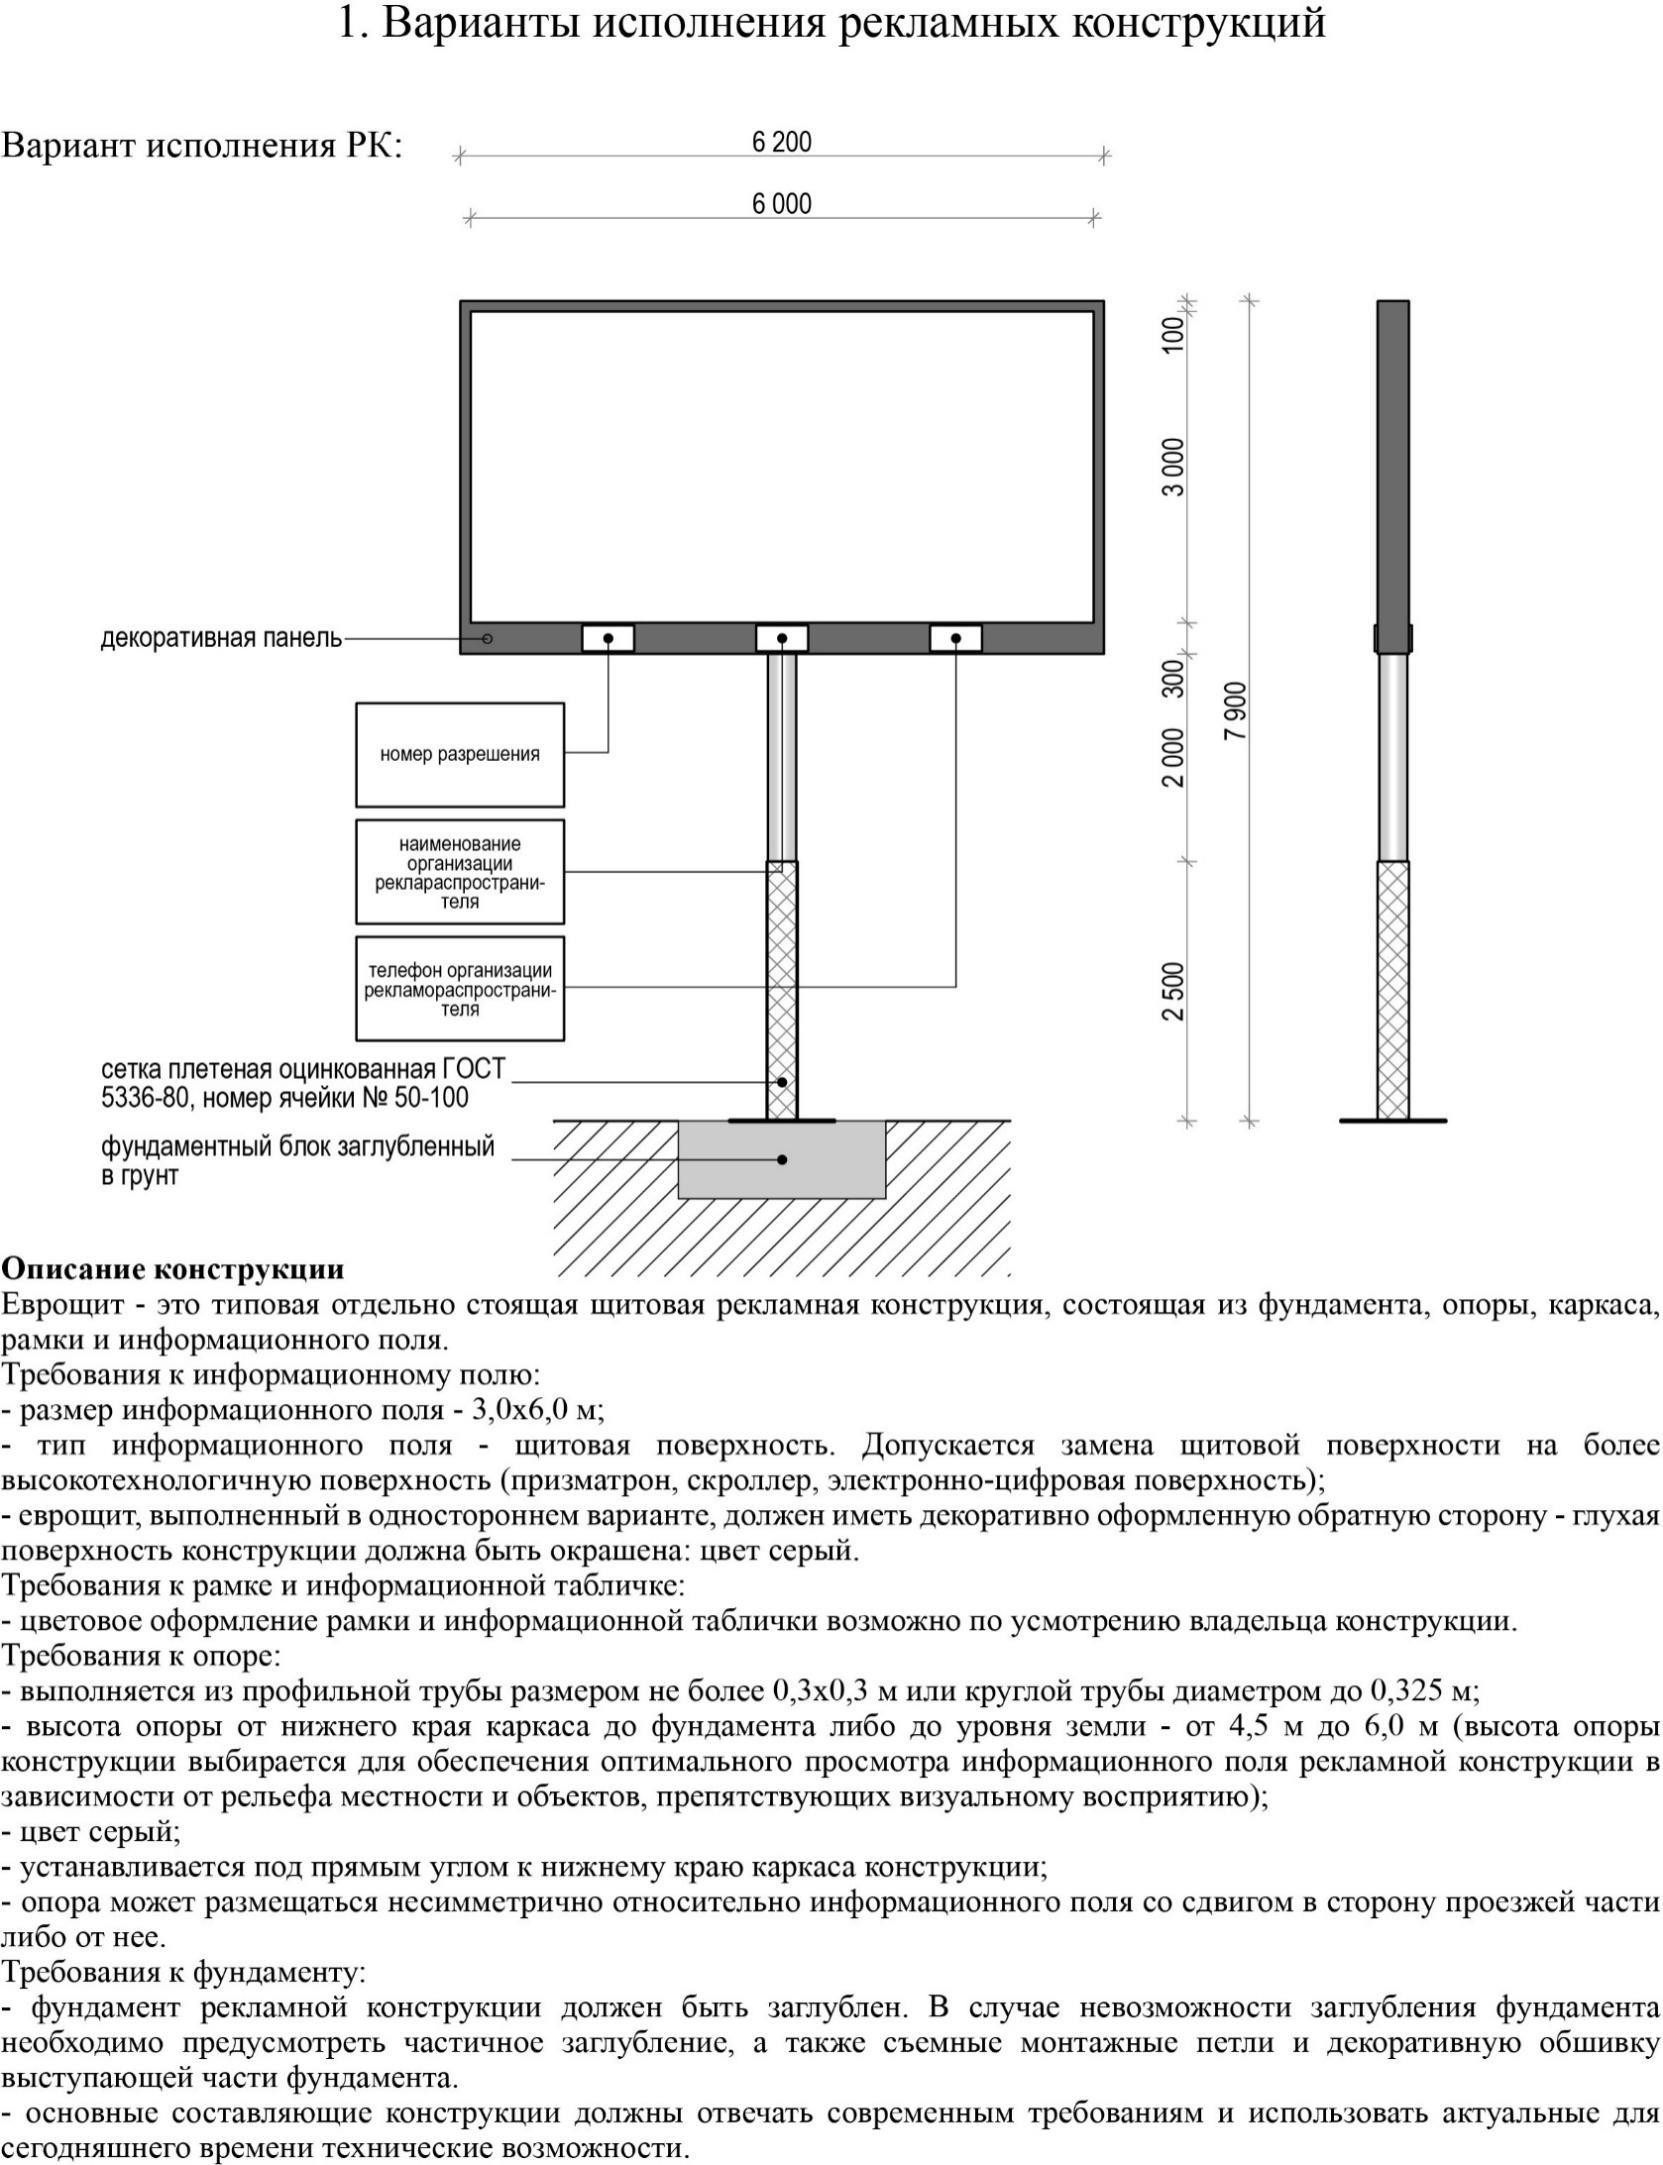 1. Варианты исполнения рекламных конструкций
Вариант исполнения РК:
6 200
6 000
100
3 000
300
2 000
7 900
2 500
декоративная панель
номер разрешения
наименование
организации
реклараспространи-
теля
телефон организации
рекламораспространи-
теля
сетка плетеная оцинкованная ГОСТ
5336-80, номер ячейки № 50-100
фундаментный блок заглубленный
в грунт
Описание конструкции
Еврощит - это типовая отдельно стоящая щитовая рекламная конструкция, состоящая из фундамента, опоры, каркаса,
рамки и информационного поля.
Требования к информационному полю:
- размер информационного поля - 3,0х6,0 м;
- тип информационного поля - щитовая поверхность. Допускается замена щитовой поверхности на более
высокотехнологичную поверхность (призматрон, скроллер, электронно-цифровая поверхность);
- еврощит, выполненный в одностороннем варианте, должен иметь декоративно оформленную обратную сторону - глухая
поверхность конструкции должна быть окрашена: цвет серый.
Требования к рамке и информационной табличке:
- цветовое оформление рамки и информационной таблички возможно по усмотрению владельца конструкции.
Требования к опоре:
- выполняется из профильной трубы размером не более 0,3х0,3 м или круглой трубы диаметром до 0,325 м;
- высота опоры от нижнего края каркаса до фундамента либо до уровня земли - от 4,5 м до 6,0 м (высота опоры
конструкции выбирается для обеспечения оптимального просмотра информационного поля рекламной конструкции в
зависимости от рельефа местности и объектов, препятствующих визуальному восприятию);
- цвет серый;
- устанавливается под прямым углом к нижнему краю каркаса конструкции;
- опора может размещаться несимметрично относительно информационного поля со сдвигом в сторону проезжей части
либо от нее.
Требования к фундаменту:
- фундамент рекламной конструкции должен быть заглублен. В случае невозможности заглубления фундамента
необходимо предусмотреть частичное заглубление, а также съемные монтажные петли и декоративную обшивку
выступающей части фундамента.
- основные составляющие конструкции должны отвечать современным требованиям и использовать актуальные для
сегодняшнего времени технические возможности.